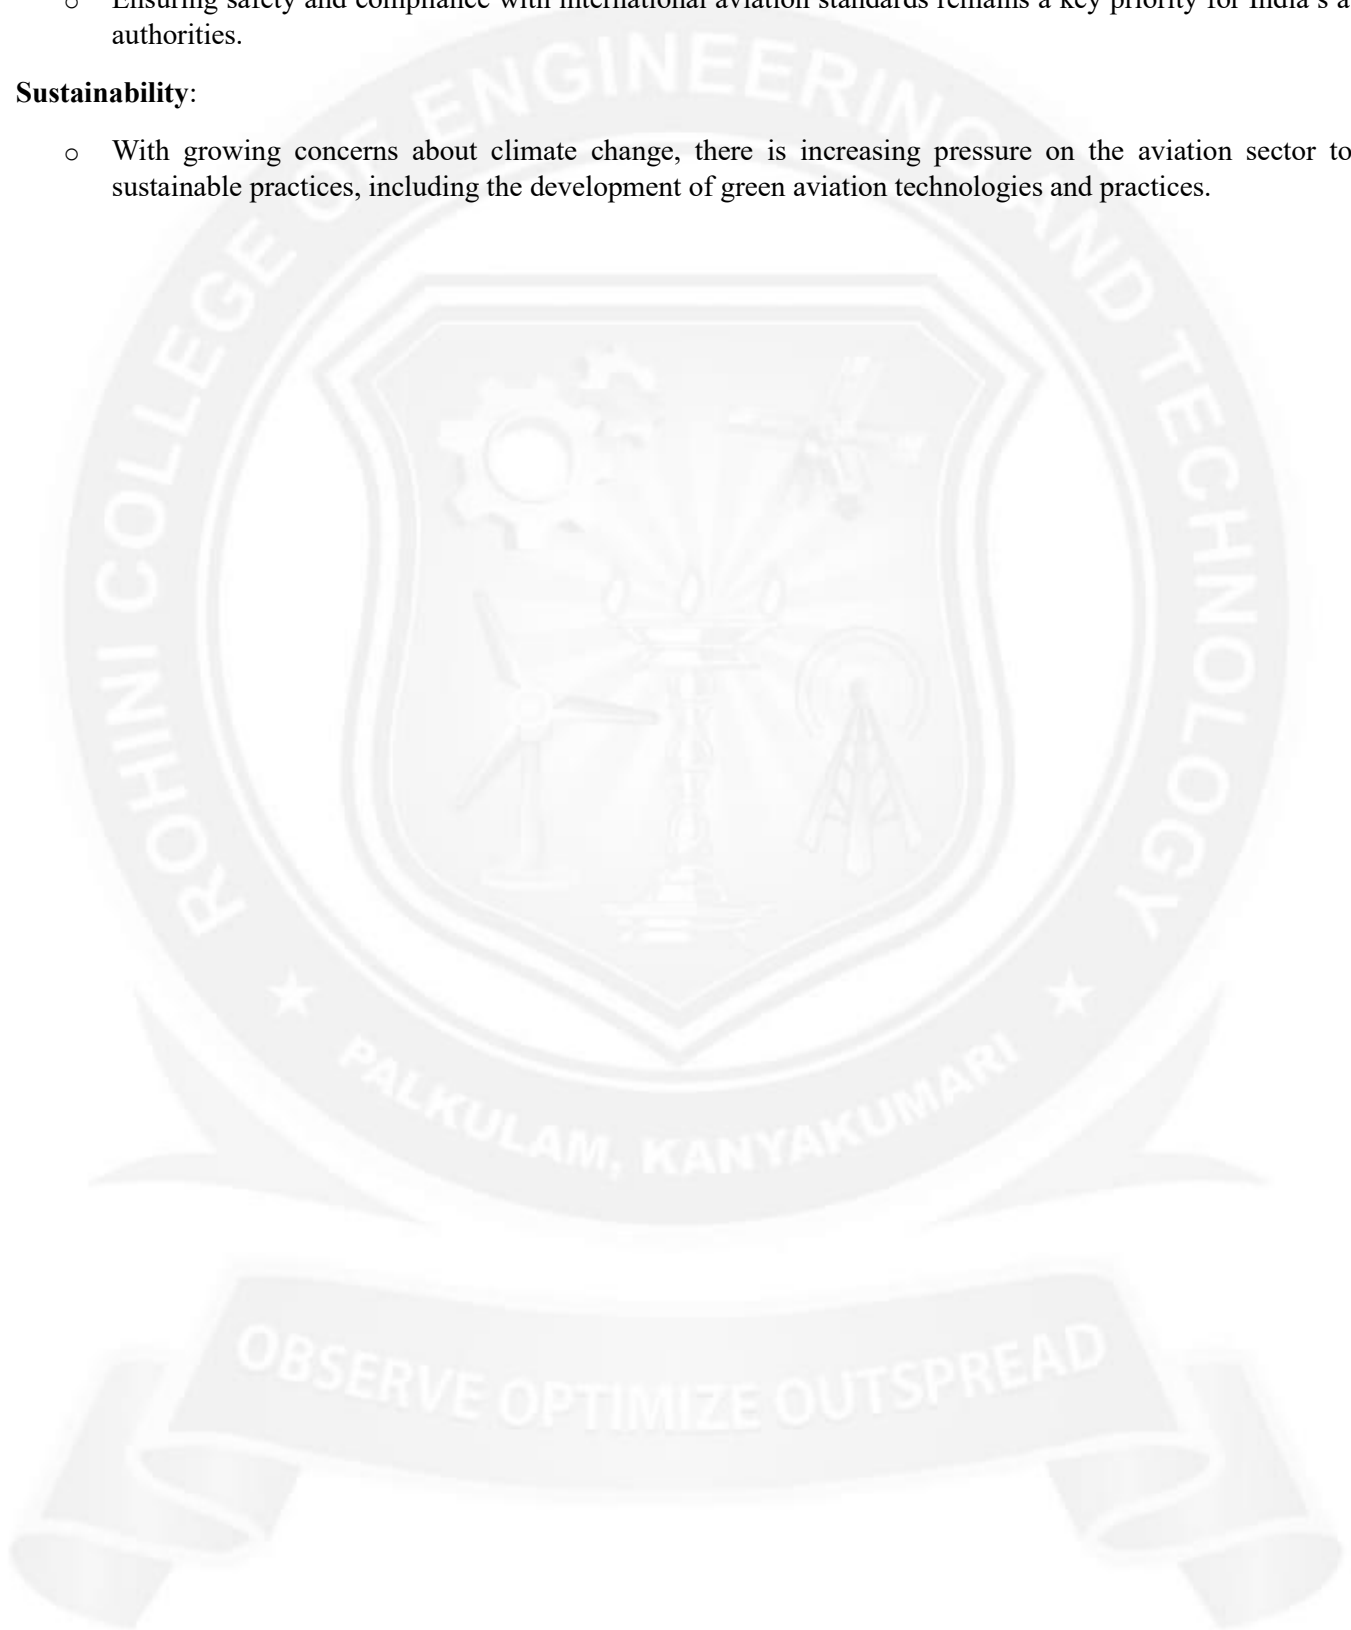 Ensuring safety and compliance with international aviation standards remains a key priority for India's a
authorities.
Sustainability:
○ With growing concerns about climate change, there is increasing pressure on the aviation sector to
sustainable practices, including the development of green aviation technologies and practices.
ROHINI COLLEGE OF ENGINEERING AND TECHNOLOGY
PALKULAM, KANYAKUMARI
OBSERVE OPTIMIZE OUTSPREAD